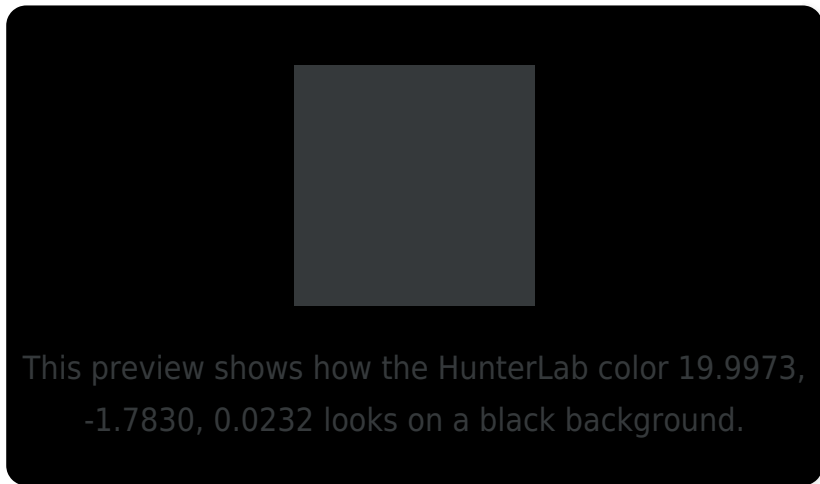 This preview shows how the HunterLab color 19.9973,
-1.7830, 0.0232 looks on a black background.